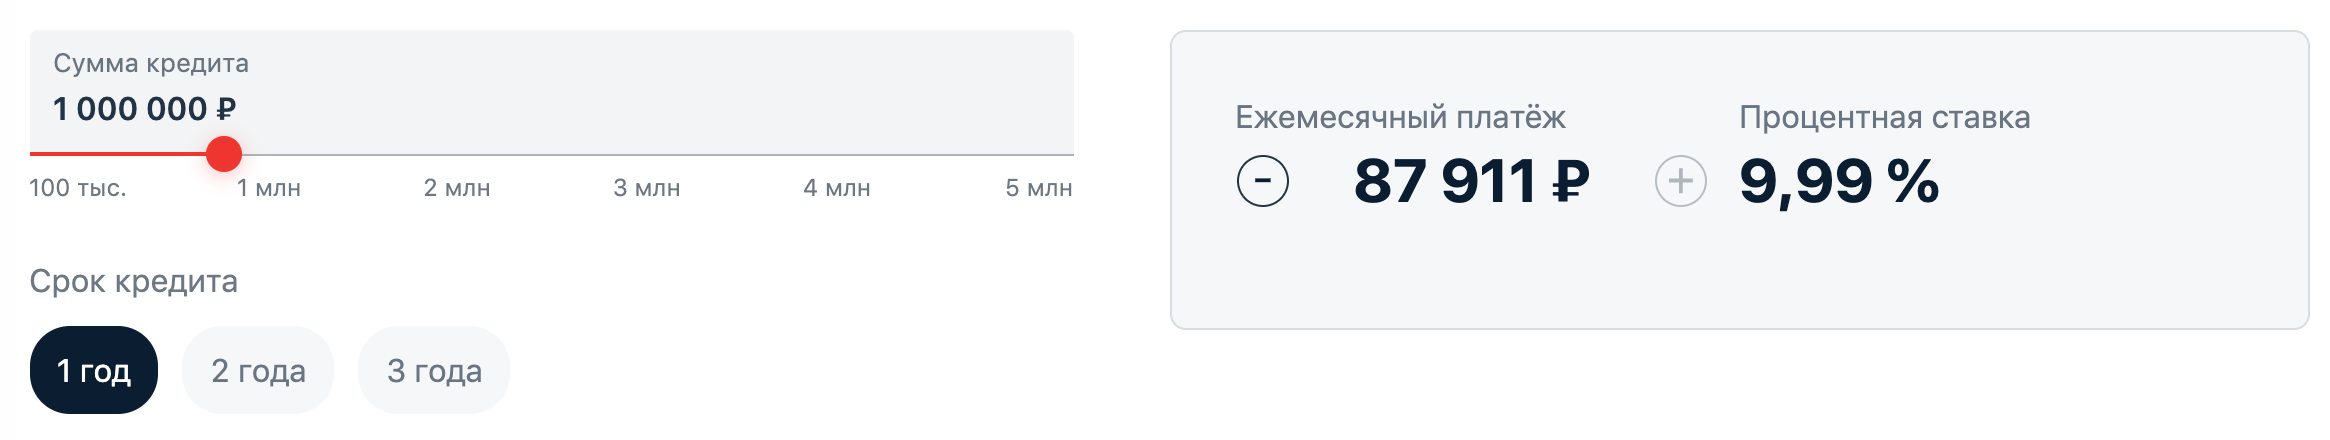 Сумма кредита
1 000 000 ₽
100 тыс. 1 млн 2 млн 3 млн 4 млн 5 млн
Срок кредита
1 год 2 года 3 года
Ежемесячный платёж
- 87 911 ₽ +
Процентная ставка
9,99 %